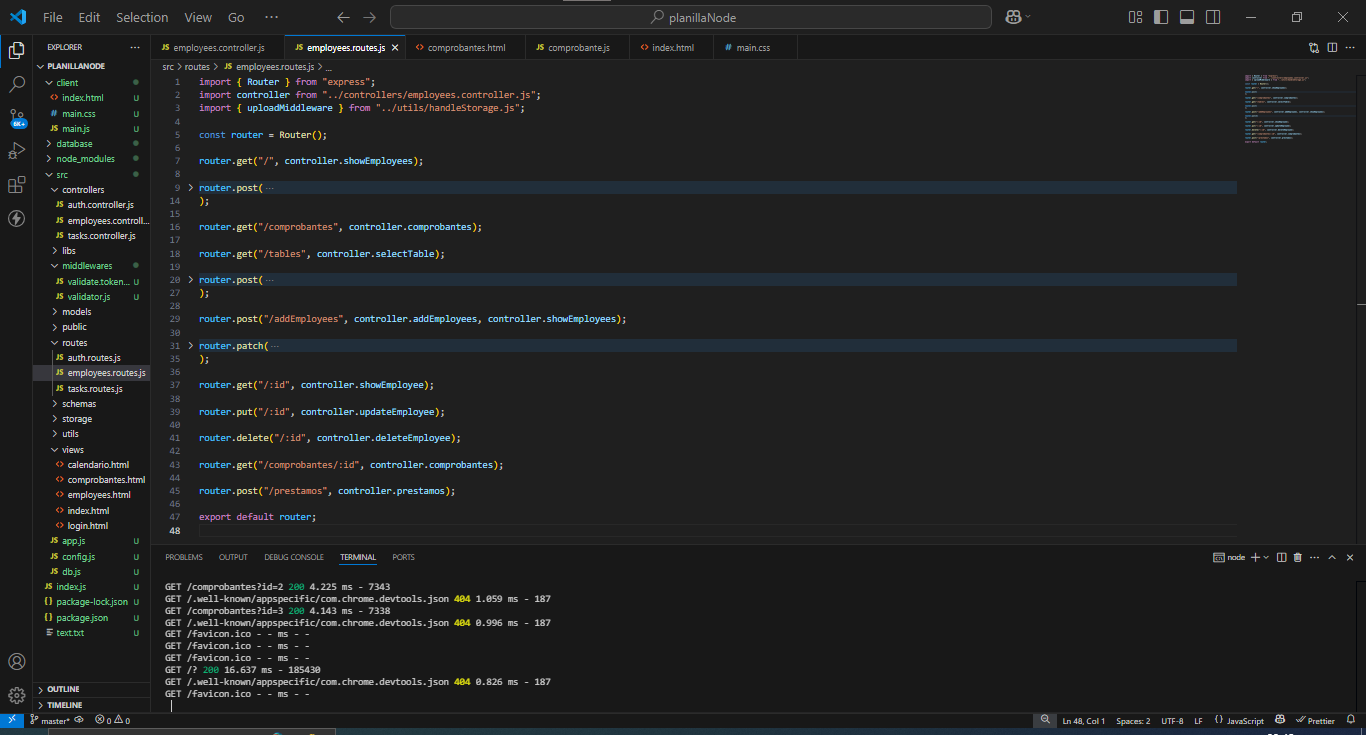 File Edit Selection View Go ··· planillaNode
EXPLORER ···
PLANILLANODE
client
index.html U
main.css U
main.js U
database
node_modules
src
controllers
auth.controller.js
employees.controll...
tasks.controller.js
libs
middlewares
validate.token... U
validator.js U
models
public
routes
auth.routes.js
employees.routes.js
tasks.routes.js
schemas
storage
utils
views
calendario.html
comprobantes.html
employees.html
index.html
login.html
app.js U
config.js U
db.js U
index.js U
package-lock.json U
package.json U
text.txt U
OUTLINE
TIMELINE
6K+
employees.controller.js employees.routes.js comprobantes.html comprobante.js index.html main.css
src > routes > JS employees.routes.js > ...
1 import { Router } from "express";
2 import controller from "../controllers/employees.controller.js";
3 import { uploadMiddleware } from "../utils/handleStorage.js";
4
5 const router = Router();
6
7 router.get("/", controller.showEmployees);
8
9 router.post( ···
14 );
15
16 router.get("/comprobantes", controller.comprobantes);
17
18 router.get("/tables", controller.selectTable);
19
20 router.post( ···
27 );
28
29 router.post("/addEmployees", controller.addEmployees, controller.showEmployees);
30
31 router.patch( ···
35 );
36
37 router.get("/:id", controller.showEmployee);
38
39 router.put("/:id", controller.updateEmployee);
40
41 router.delete("/:id", controller.deleteEmployee);
42
43 router.get("/comprobantes/:id", controller.comprobantes);
44
45 router.post("/prestamos", controller.prestamos);
46
47 export default router;
48
PROBLEMS OUTPUT DEBUG CONSOLE TERMINAL PORTS node
GET /comprobantes?id=2 200 4.225 ms - 7343
GET /.well-known/appspecific/com.chrome.devtools.json 404 1.059 ms - 187
GET /comprobantes?id=3 200 4.143 ms - 7338
GET /.well-known/appspecific/com.chrome.devtools.json 404 0.996 ms - 187
GET /favicon.ico - - ms - -
GET /favicon.ico - - ms - -
GET /favicon.ico - - ms - -
GET /? 200 16.637 ms - 185430
GET /.well-known/appspecific/com.chrome.devtools.json 404 0.826 ms - 187
GET /favicon.ico - - ms - -
master* 0 0 Ln 48, Col 1 Spaces: 2 UTF-8 LF {} JavaScript Prettier